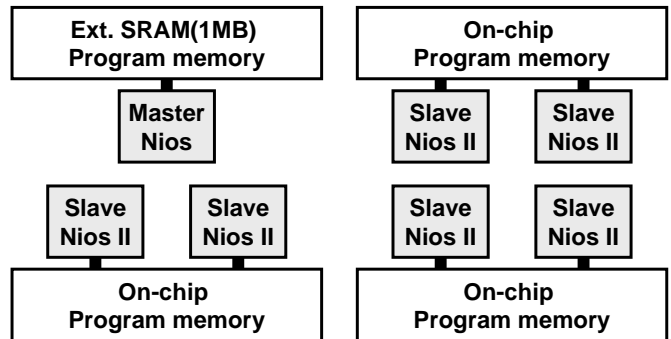 Ext. SRAM(1MB)
Program memory
Master
Nios
On-chip
Program memory
Slave
Nios II
Slave
Nios II
Slave
Nios II
Slave
Nios II
On-chip
Program memory
Slave
Nios II
Slave
Nios II
On-chip
Program memory